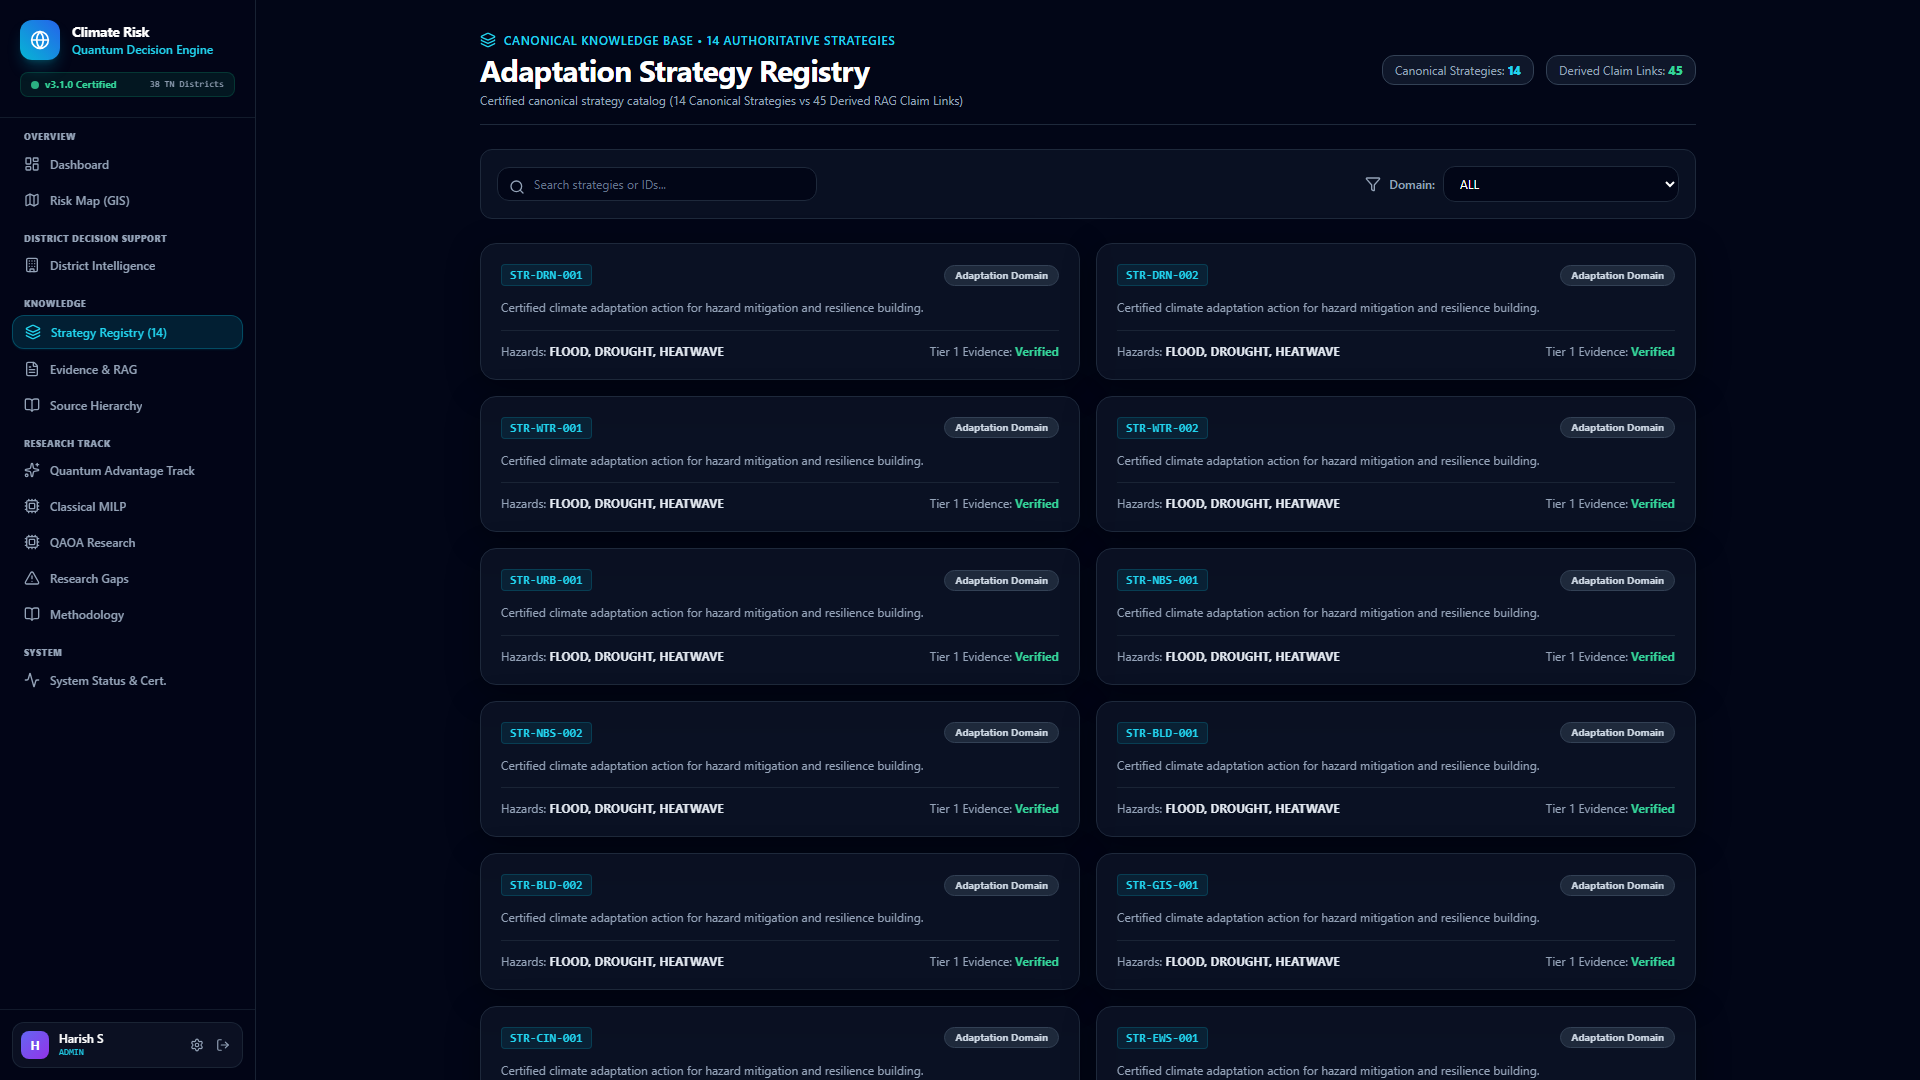 Climate Risk
Quantum Decision Engine
v3.1.0 Certified 38 TN Districts
OVERVIEW
Dashboard
Risk Map (GIS)
DISTRICT DECISION SUPPORT
District Intelligence
KNOWLEDGE
Strategy Registry (14)
Evidence & RAG
Source Hierarchy
RESEARCH TRACK
Quantum Advantage Track
Classical MILP
QAOA Research
Research Gaps
Methodology
SYSTEM
System Status & Cert.
H
Harish S
ADMIN
CANONICAL KNOWLEDGE BASE • 14 AUTHORITATIVE STRATEGIES
Adaptation Strategy Registry
Certified canonical strategy catalog (14 Canonical Strategies vs 45 Derived RAG Claim Links)
Canonical Strategies: 14
Derived Claim Links: 45
Search strategies or IDs...
Domain: ALL
STR-DRN-001 Adaptation Domain
Certified climate adaptation action for hazard mitigation and resilience building.
Hazards: FLOOD, DROUGHT, HEATWAVE Tier 1 Evidence: Verified
STR-DRN-002 Adaptation Domain
Certified climate adaptation action for hazard mitigation and resilience building.
Hazards: FLOOD, DROUGHT, HEATWAVE Tier 1 Evidence: Verified
STR-WTR-001 Adaptation Domain
Certified climate adaptation action for hazard mitigation and resilience building.
Hazards: FLOOD, DROUGHT, HEATWAVE Tier 1 Evidence: Verified
STR-WTR-002 Adaptation Domain
Certified climate adaptation action for hazard mitigation and resilience building.
Hazards: FLOOD, DROUGHT, HEATWAVE Tier 1 Evidence: Verified
STR-URB-001 Adaptation Domain
Certified climate adaptation action for hazard mitigation and resilience building.
Hazards: FLOOD, DROUGHT, HEATWAVE Tier 1 Evidence: Verified
STR-NBS-001 Adaptation Domain
Certified climate adaptation action for hazard mitigation and resilience building.
Hazards: FLOOD, DROUGHT, HEATWAVE Tier 1 Evidence: Verified
STR-NBS-002 Adaptation Domain
Certified climate adaptation action for hazard mitigation and resilience building.
Hazards: FLOOD, DROUGHT, HEATWAVE Tier 1 Evidence: Verified
STR-BLD-001 Adaptation Domain
Certified climate adaptation action for hazard mitigation and resilience building.
Hazards: FLOOD, DROUGHT, HEATWAVE Tier 1 Evidence: Verified
STR-BLD-002 Adaptation Domain
Certified climate adaptation action for hazard mitigation and resilience building.
Hazards: FLOOD, DROUGHT, HEATWAVE Tier 1 Evidence: Verified
STR-GIS-001 Adaptation Domain
Certified climate adaptation action for hazard mitigation and resilience building.
Hazards: FLOOD, DROUGHT, HEATWAVE Tier 1 Evidence: Verified
STR-CIN-001 Adaptation Domain
Certified climate adaptation action for hazard mitigation and resilience building.
STR-EWS-001 Adaptation Domain
Certified climate adaptation action for hazard mitigation and resilience building.